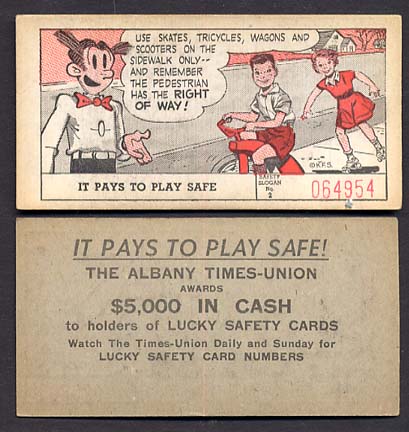 USE SKATES, TRICYCLES, WAGONS AND
SCOOTERS ON THE
SIDEWALK ONLY--
AND REMEMBER
THE PEDESTRIAN
HAS THE RIGHT
OF WAY!
©K.F.S.
IT PAYS TO PLAY SAFE
SAFETY
SLOGAN
No.
2
064954
IT PAYS TO PLAY SAFE!
THE ALBANY TIMES-UNION
AWARDS
$5,000 IN CASH
to holders of LUCKY SAFETY CARDS
Watch The Times-Union Daily and Sunday for
LUCKY SAFETY CARD NUMBERS